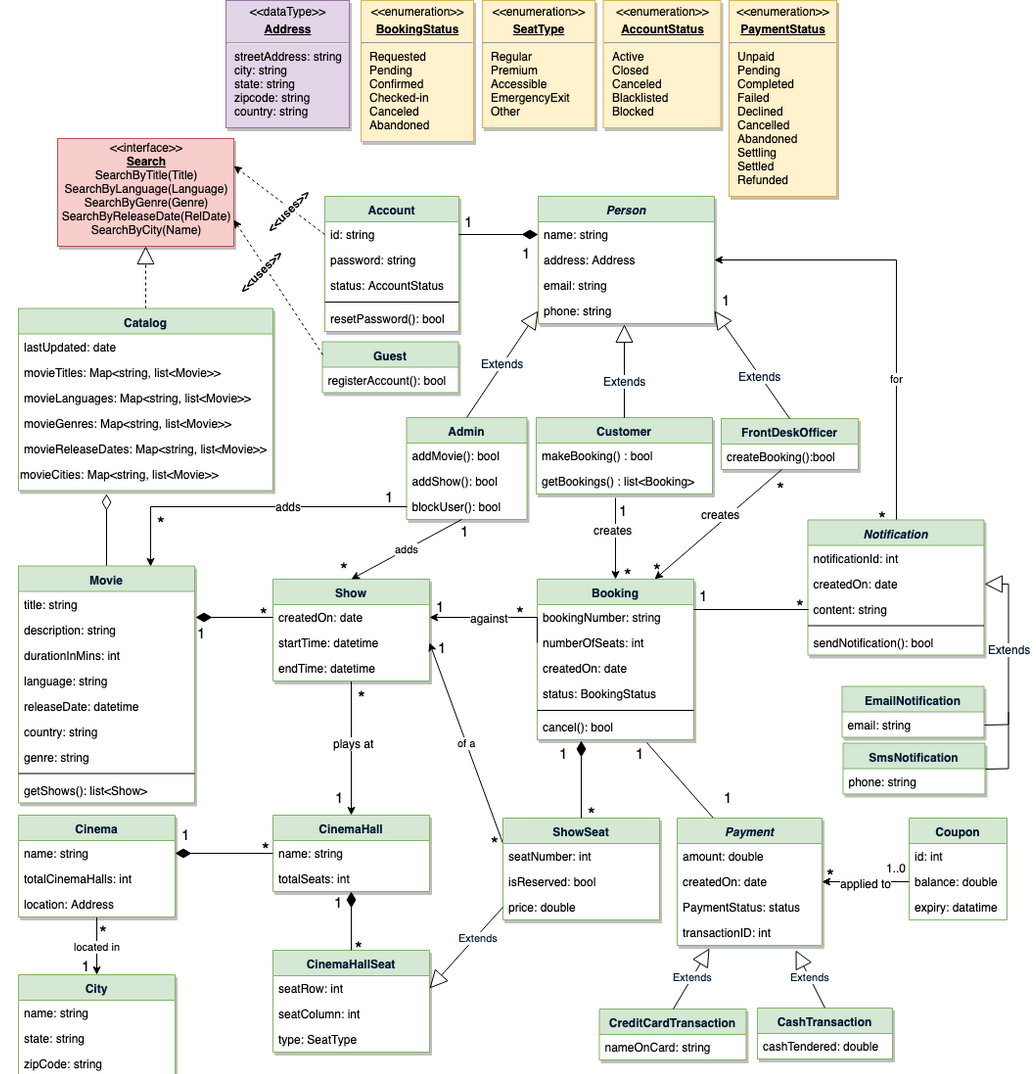 <<dataType>>
Address
streetAddress: string
city: string
state: string
zipcode: string
country: string
<<enumeration>>
BookingStatus
Requested
Pending
Confirmed
Checked-in
Canceled
Abandoned
<<enumeration>>
SeatType
Regular
Premium
Accessible
EmergencyExit
Other
<<enumeration>>
AccountStatus
Active
Closed
Canceled
Blacklisted
Blocked
<<enumeration>>
PaymentStatus
Unpaid
Pending
Completed
Failed
Declined
Cancelled
Abandoned
Settling
Settled
Refunded
<<interface>>
Search
SearchByTitle(Title)
SearchByLanguage(Language)
SearchByGenre(Genre)
SearchByReleaseDate(RelDate)
SearchByCity(Name)
<<uses>>
<<uses>>
Account
id: string
password: string
status: AccountStatus
resetPassword(): bool
1
1
Person
name: string
address: Address
email: string
phone: string
1
Guest
registerAccount(): bool
Catalog
lastUpdated: date
movieTitles: Map<string, list<Movie>>
movieLanguages: Map<string, list<Movie>>
movieGenres: Map<string, list<Movie>>
movieReleaseDates: Map<string, list<Movie>>
movieCities: Map<string, list<Movie>>
Extends
Extends
Extends
for
Admin
addMovie(): bool
addShow(): bool
blockUser(): bool
Customer
makeBooking() : bool
getBookings() : list<Booking>
FrontDeskOfficer
createBooking():bool
1
adds
*
1
adds
*
1
creates
*
*
creates
*
*
Notification
notificationId: int
createdOn: date
content: string
sendNotification(): bool
Extends
EmailNotification
email: string
SmsNotification
phone: string
Movie
title: string
description: string
durationInMins: int
language: string
releaseDate: datetime
country: string
genre: string
getShows(): list<Show>
1
*
Show
createdOn: date
startTime: datetime
endTime: datetime
1
against
*
Booking
bookingNumber: string
numberOfSeats: int
createdOn: date
status: BookingStatus
cancel(): bool
1
*
1
of a
*
*
plays at
1
1
*
1
1
Cinema
name: string
totalCinemaHalls: int
location: Address
1
*
CinemaHall
name: string
totalSeats: int
ShowSeat
seatNumber: int
isReserved: bool
price: double
Payment
amount: double
createdOn: date
PaymentStatus: status
transactionID: int
*
applied to
1..0
Coupon
id: int
balance: double
expiry: datatime
*
located in
1
1
*
Extends
City
name: string
state: string
zipCode: string
CinemaHallSeat
seatRow: int
seatColumn: int
type: SeatType
Extends
Extends
CreditCardTransaction
nameOnCard: string
CashTransaction
cashTendered: double